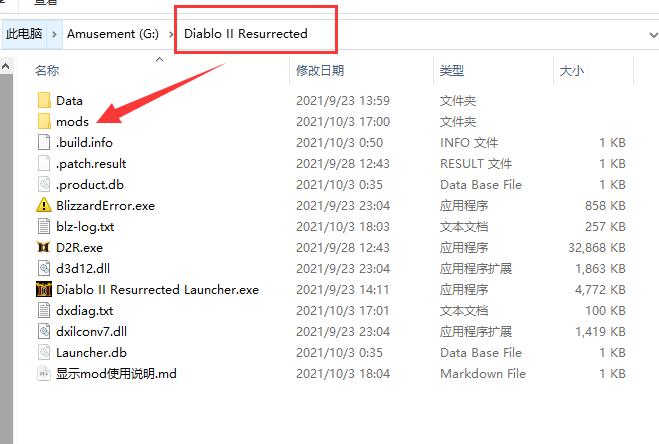 查看
此电脑 › Amusement (G:) › Diablo II Resurrected
名称 修改日期 类型 大小
Data 2021/9/23 13:59 文件夹
mods 2021/10/3 17:00 文件夹
.build.info 2021/10/3 0:50 INFO 文件 1 KB
.patch.result 2021/9/28 12:43 RESULT 文件 1 KB
.product.db 2021/10/3 0:35 Data Base File 1 KB
BlizzardError.exe 2021/9/23 23:04 应用程序 858 KB
blz-log.txt 2021/10/3 18:03 文本文档 257 KB
D2R.exe 2021/9/28 12:43 应用程序 32,868 KB
d3d12.dll 2021/9/23 23:04 应用程序扩展 1,863 KB
Diablo II Resurrected Launcher.exe 2021/9/23 14:11 应用程序 4,772 KB
dxdiag.txt 2021/10/3 17:01 文本文档 100 KB
dxilconv7.dll 2021/9/23 23:04 应用程序扩展 1,419 KB
Launcher.db 2021/10/3 0:35 Data Base File 1 KB
显示mod使用说明.md 2021/10/3 18:04 Markdown File 1 KB